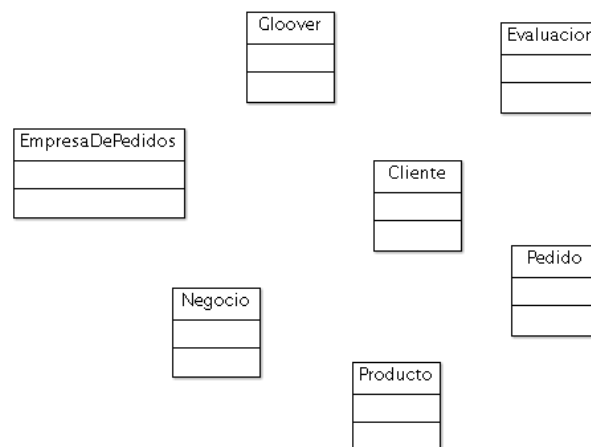 Gloover
Evaluacion
EmpresaDePedidos
Cliente
Pedido
Negocio
Producto